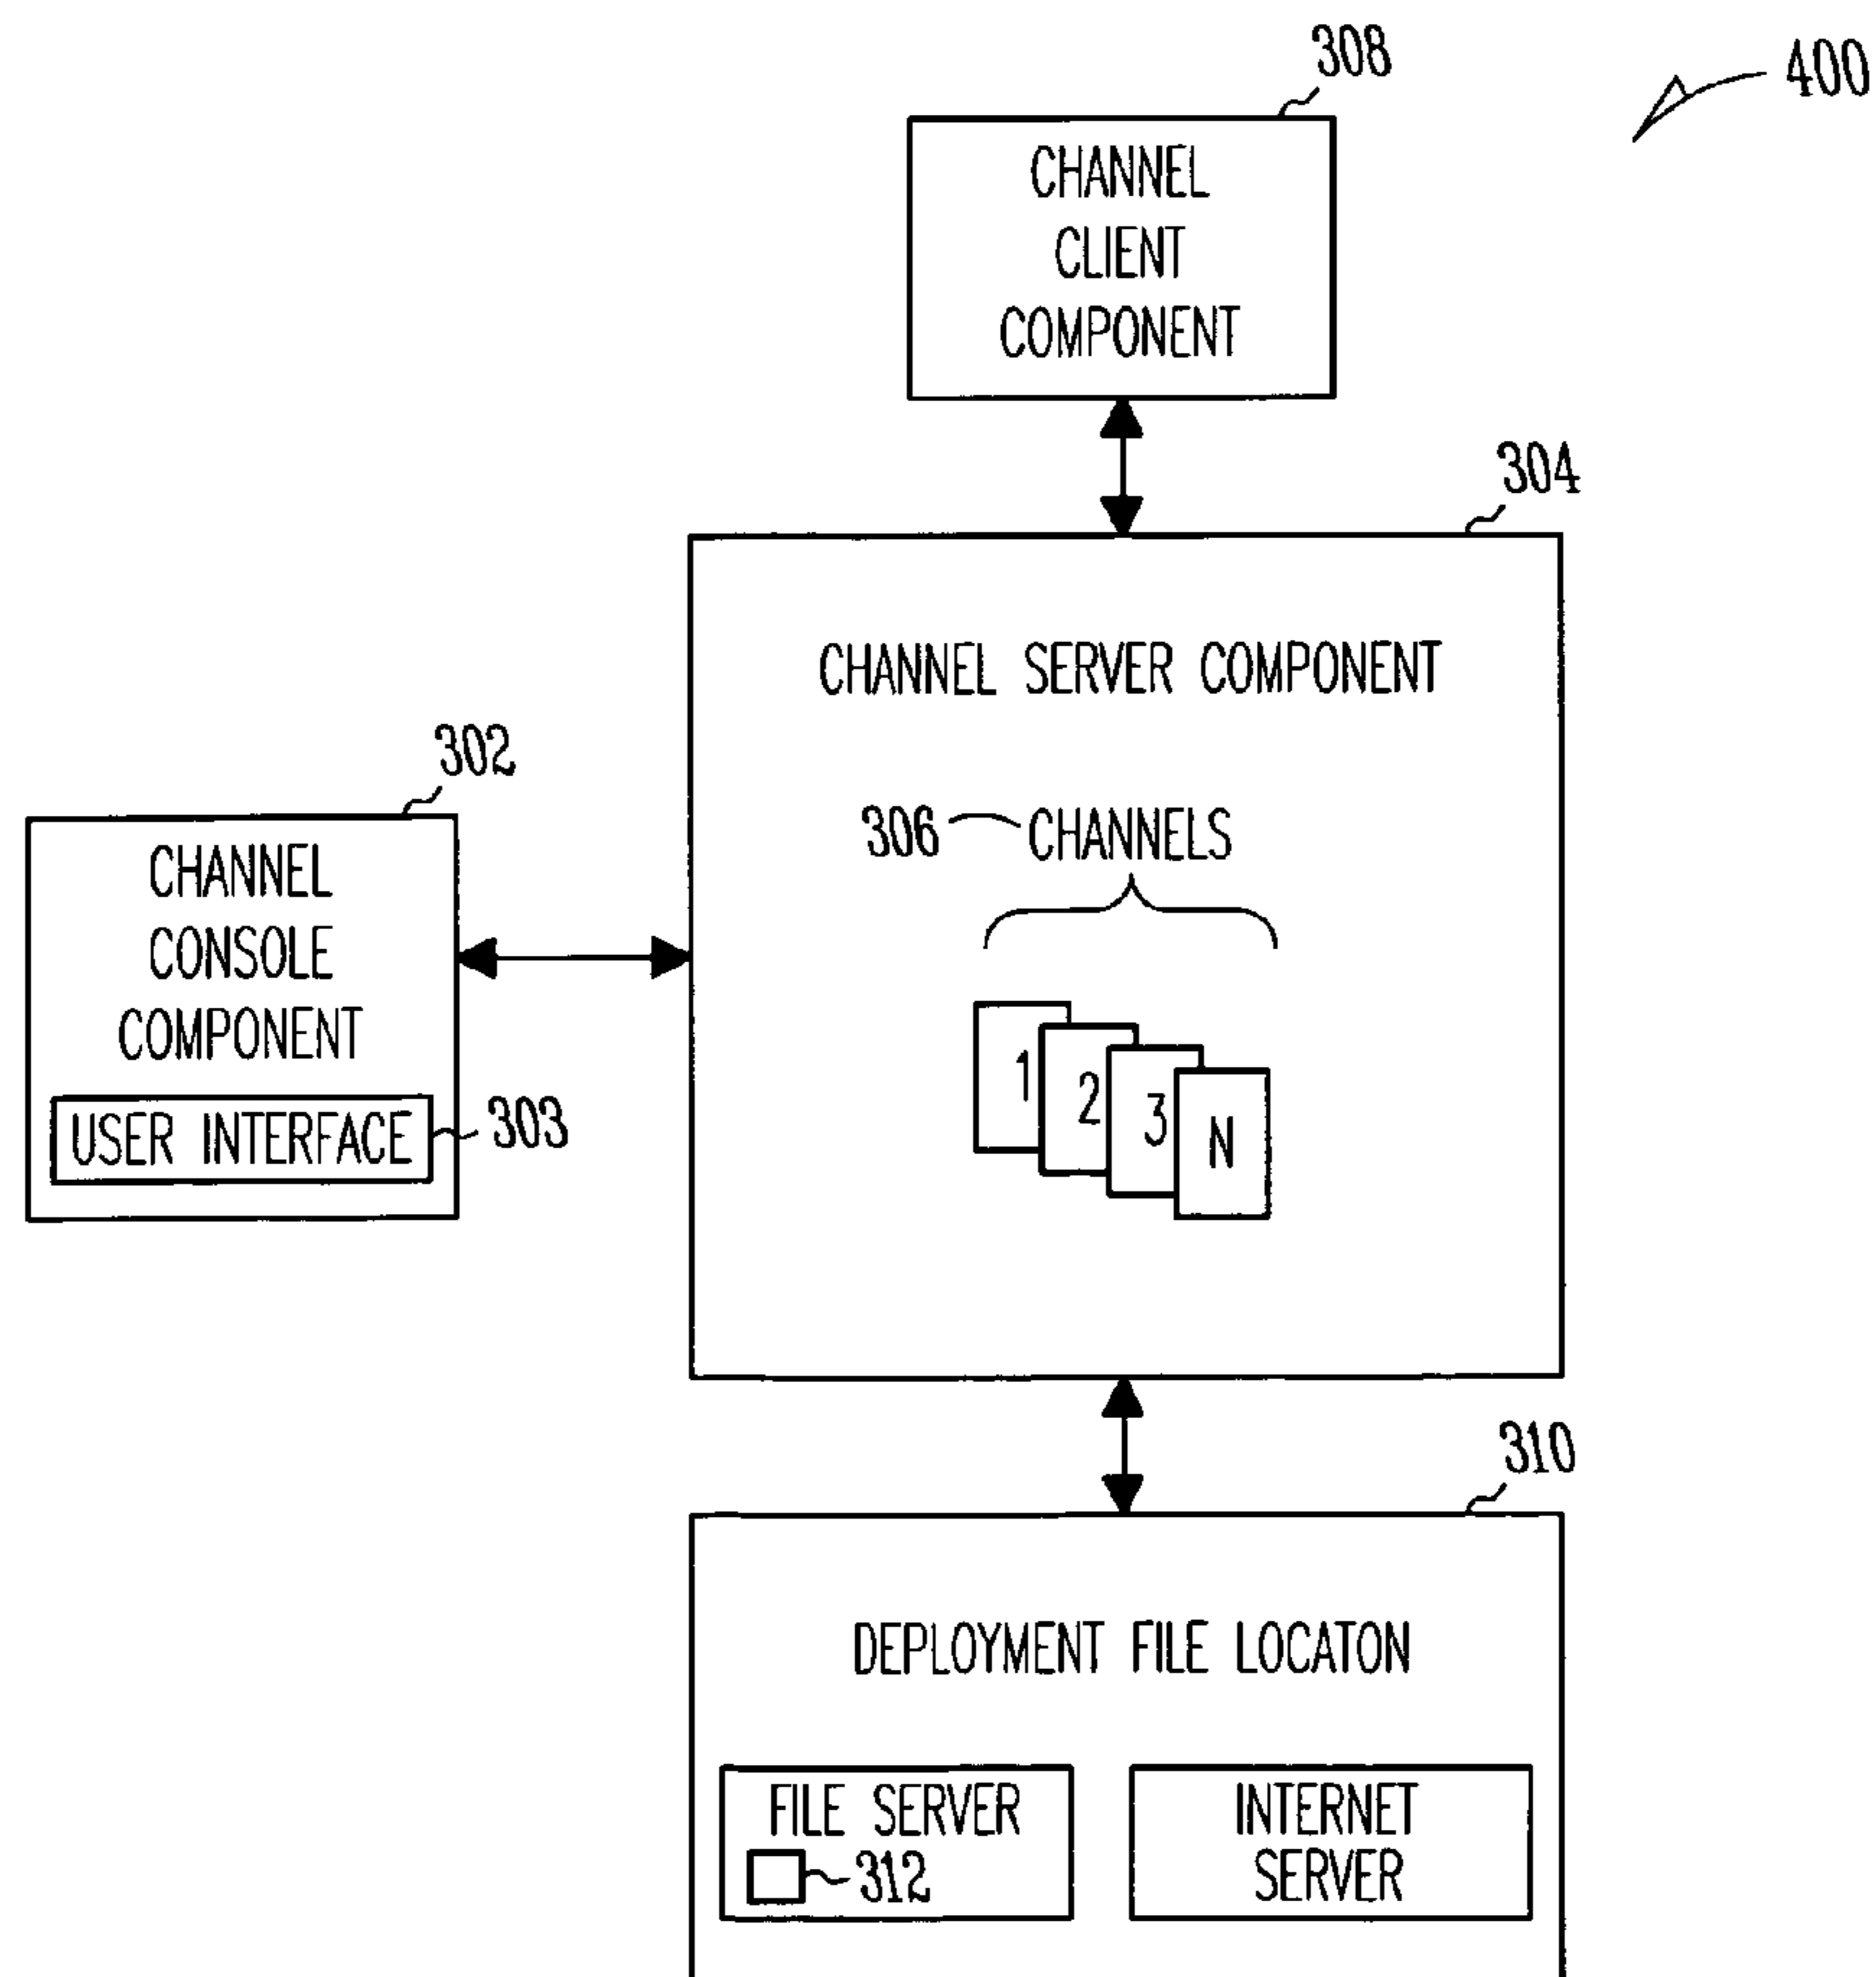 308
400
CHANNEL
CLIENT
COMPONENT
304
CHANNEL SERVER COMPONENT
302
306
CHANNELS
CHANNEL
CONSOLE
COMPONENT
USER INTERFACE
303
1
2
3
N
310
DEPLOYMENT FILE LOCATON
FILE SERVER
312
INTERNET
SERVER